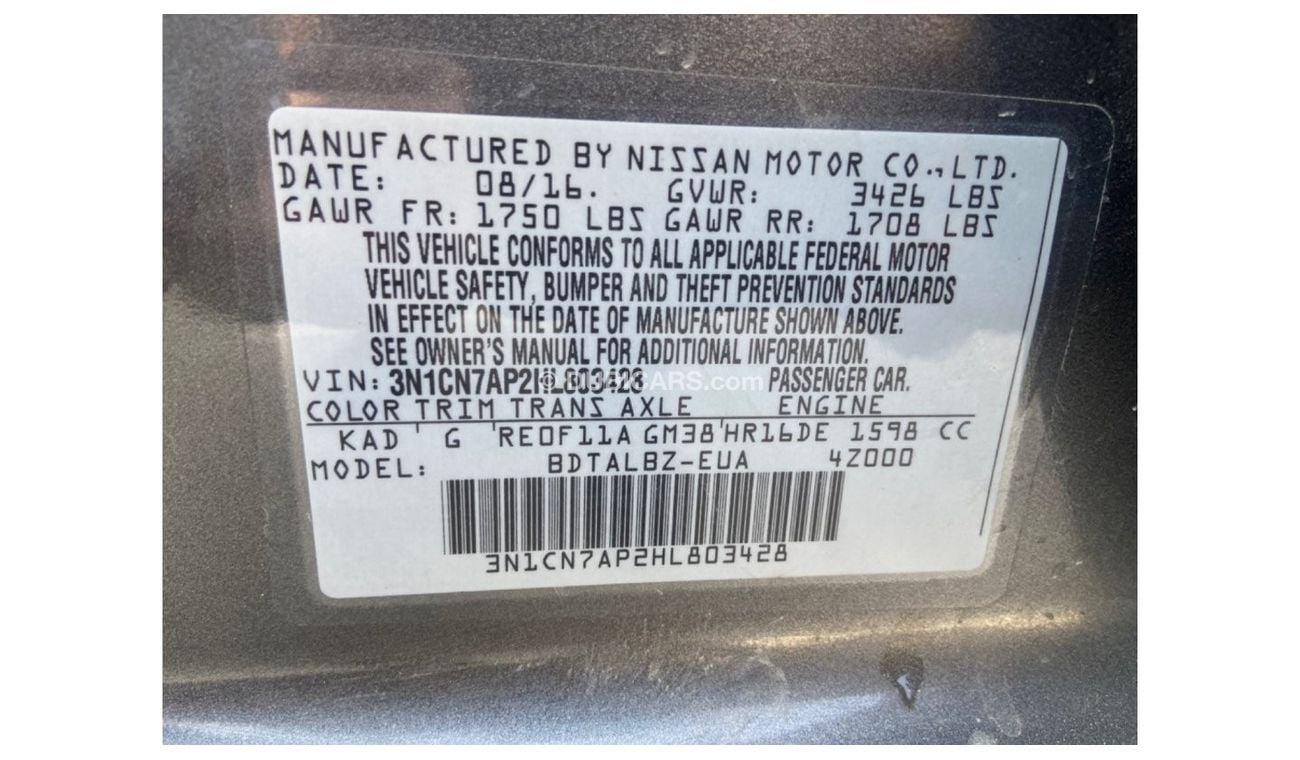 MANUFACTURED BY NISSAN MOTOR CO., LTD.
DATE: 08/16. GVWR: 3426 LBS
GAWR FR: 1750 LBS GAWR RR: 1708 LBS
THIS VEHICLE CONFORMS TO ALL APPLICABLE FEDERAL MOTOR
VEHICLE SAFETY, BUMPER AND THEFT PREVENTION STANDARDS
IN EFFECT ON THE DATE OF MANUFACTURE SHOWN ABOVE.
SEE OWNER'S MANUAL FOR ADDITIONAL INFORMATION.
VIN: 3N1CN7AP2HL803428 PASSENGER CAR.
DUBICARS.com
COLOR TRIM TRANS AXLE ENGINE
KAD G RE0F11A GM38 HR16DE 1598 CC
MODEL: BDTALBZ-EUA 4Z000
3N1CN7AP2HL803428